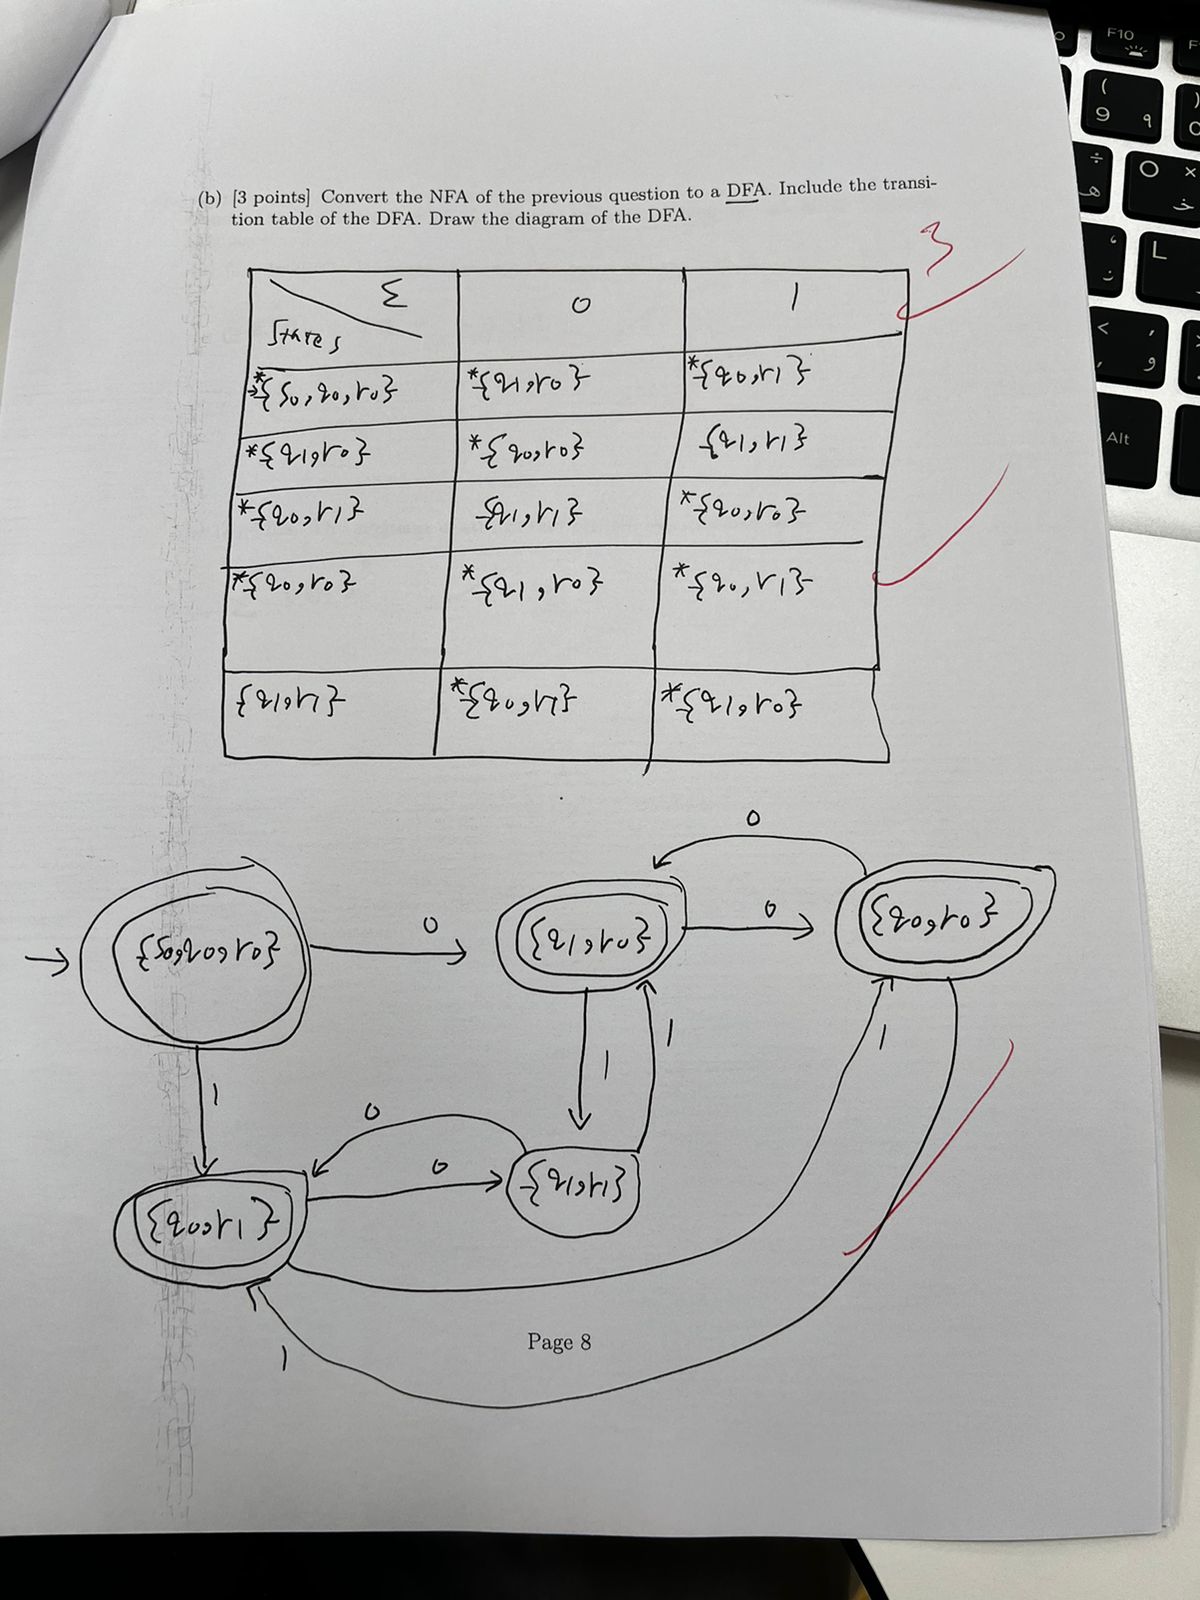 (b) [3 points] Convert the NFA of the previous question to a DFA. Include the transi-
tion table of the DFA. Draw the diagram of the DFA.
3
Σ
States
0
1
*→{s0,q0,r0} *{q1,r0} *{q0,r1}
*{q1,r0} *{q0,r0} {q1,r1}
*{q0,r1} {q1,r1} *{q0,r0}
*{q0,r0} *{q1,r0} *{q0,r1}
{q1,r1} *{q0,r1} *{q1,r0}
0
→ {s0,q0,r0} 0 {q1,r0} 0 {q0,r0}
1 1 1 1
0
0
{q0,r1} {q1,r1}
1
Page 8
F10
(
9
٩
)
0
÷
O
×
خ
L
<
,
و
Alt